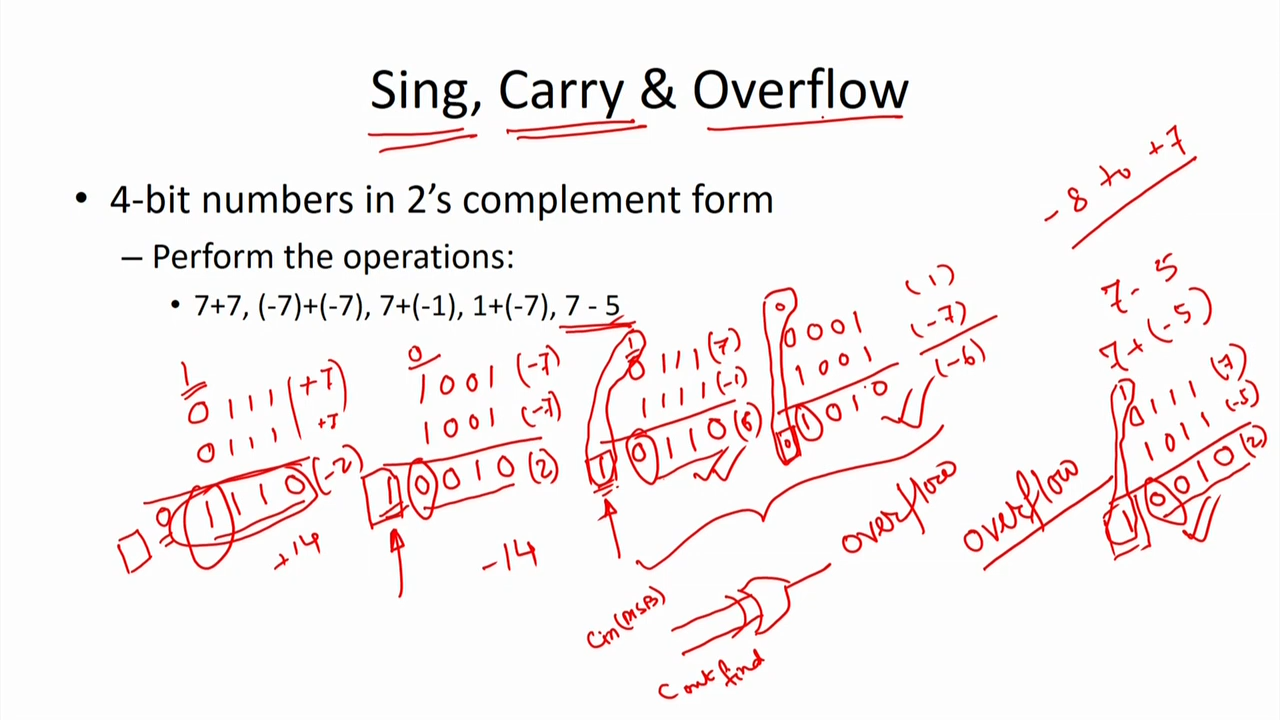 Sing, Carry & Overflow
-8 to +7
• 4-bit numbers in 2's complement form
– Perform the operations:
• 7+7, (-7)+(-7), 7+(-1), 1+(-7), 7 - 5
1
0111 (+7)
0111 +7
0 1110 (-2)
+14
0
1001 (-7)
1001 (-7)
1 0010 (2)
-14
1
0111 (7)
1111 (-1)
1 0110 (6)
0
0001 (1)
1001 (-7)
0 1010 (-6)
7 - 5
7 + (-5)
1
0111 (7)
1011 (-5)
1 0010 (2)
overflow
overflow
Cin (MSB)
Cout